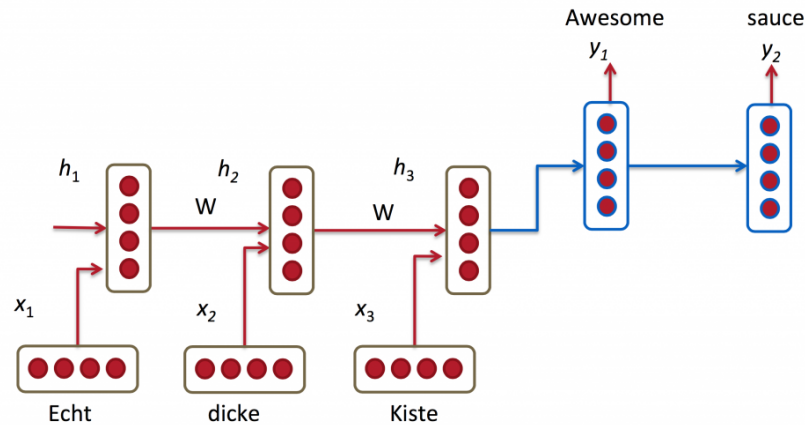 Awesome sauce
y1 y2
h1 h2 h3
W W
x1 x2 x3
Echt dicke Kiste